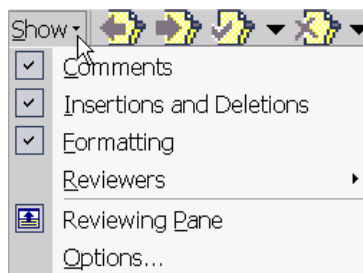 Show
Comments
Insertions and Deletions
Formatting
Reviewers
Reviewing Pane
Options...